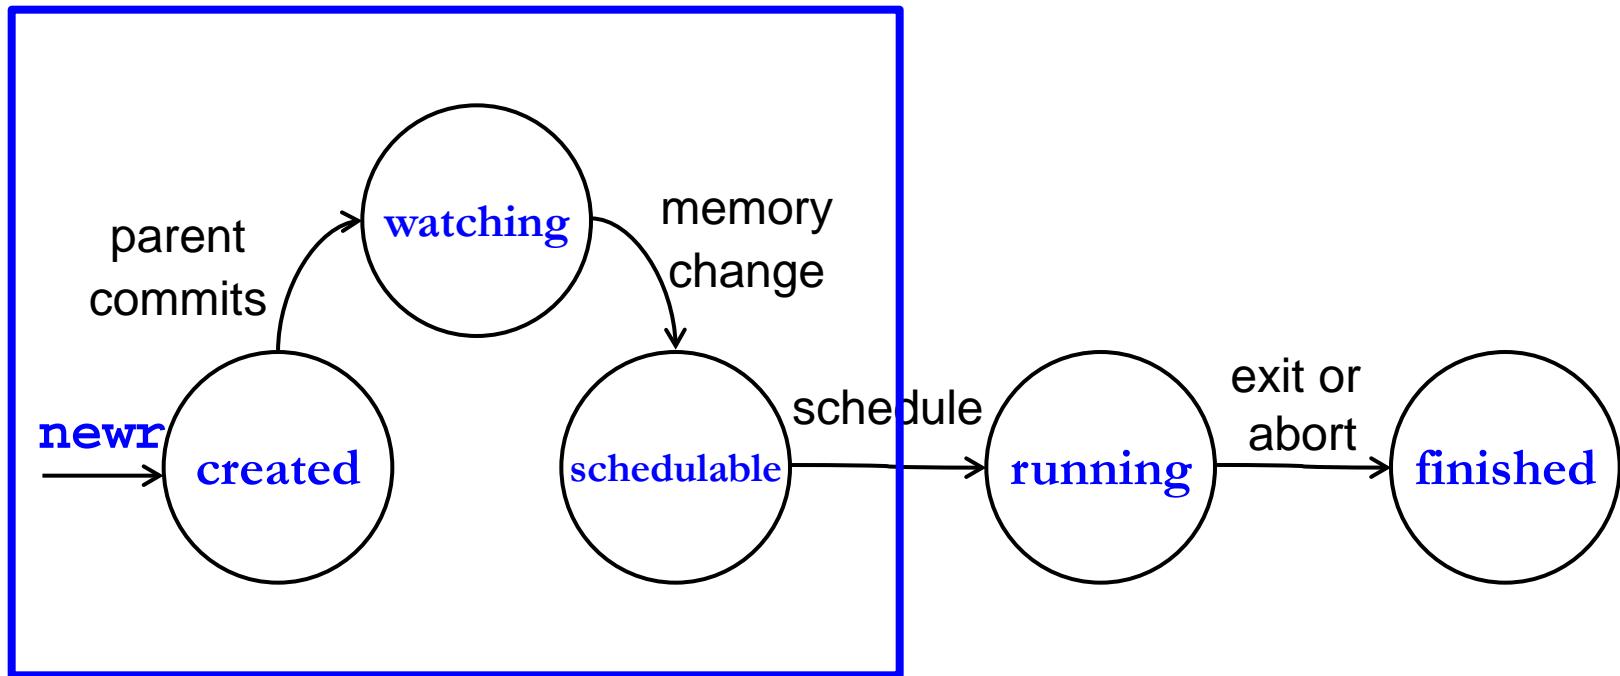 newr
created
parent
commits
watching
memory
change
schedulable
schedule
running
exit or
abort
finished